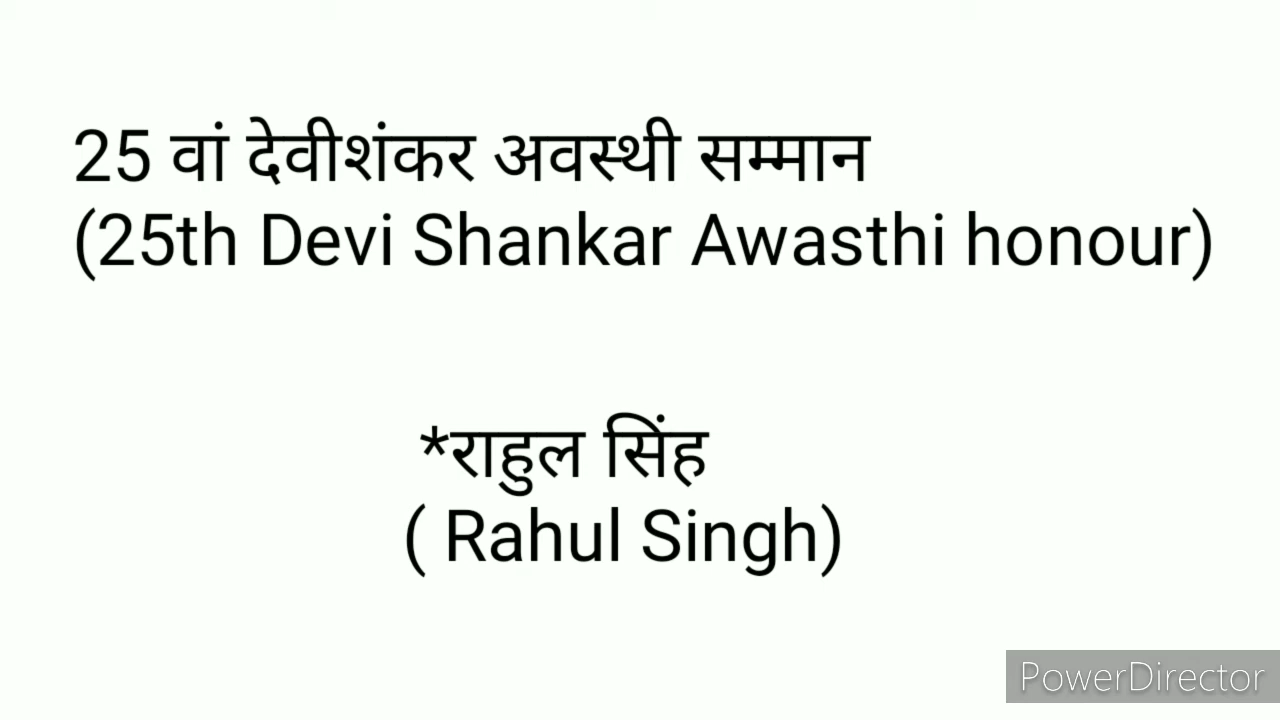 25 वां देवीशंकर अवस्थी सम्मान
(25th Devi Shankar Awasthi honour)
*राहुल सिंह
( Rahul Singh)
PowerDirector